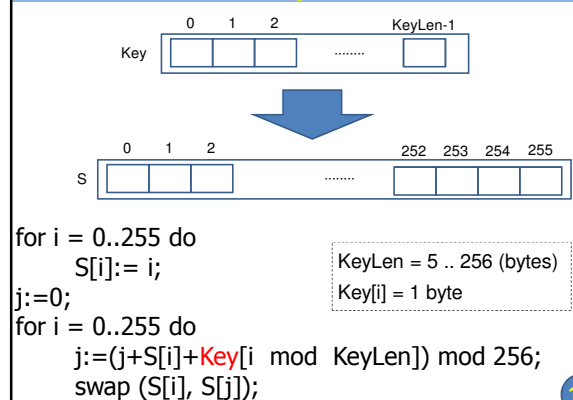 0 1 2 KeyLen-1
Key ........
0 1 2 252 253 254 255
S ........
for i = 0..255 do
S[i]:= i;
KeyLen = 5 .. 256 (bytes)
j:=0;
Key[i] = 1 byte
for i = 0..255 do
j:=(j+S[i]+Key[i mod KeyLen]) mod 256;
swap (S[i], S[j]);